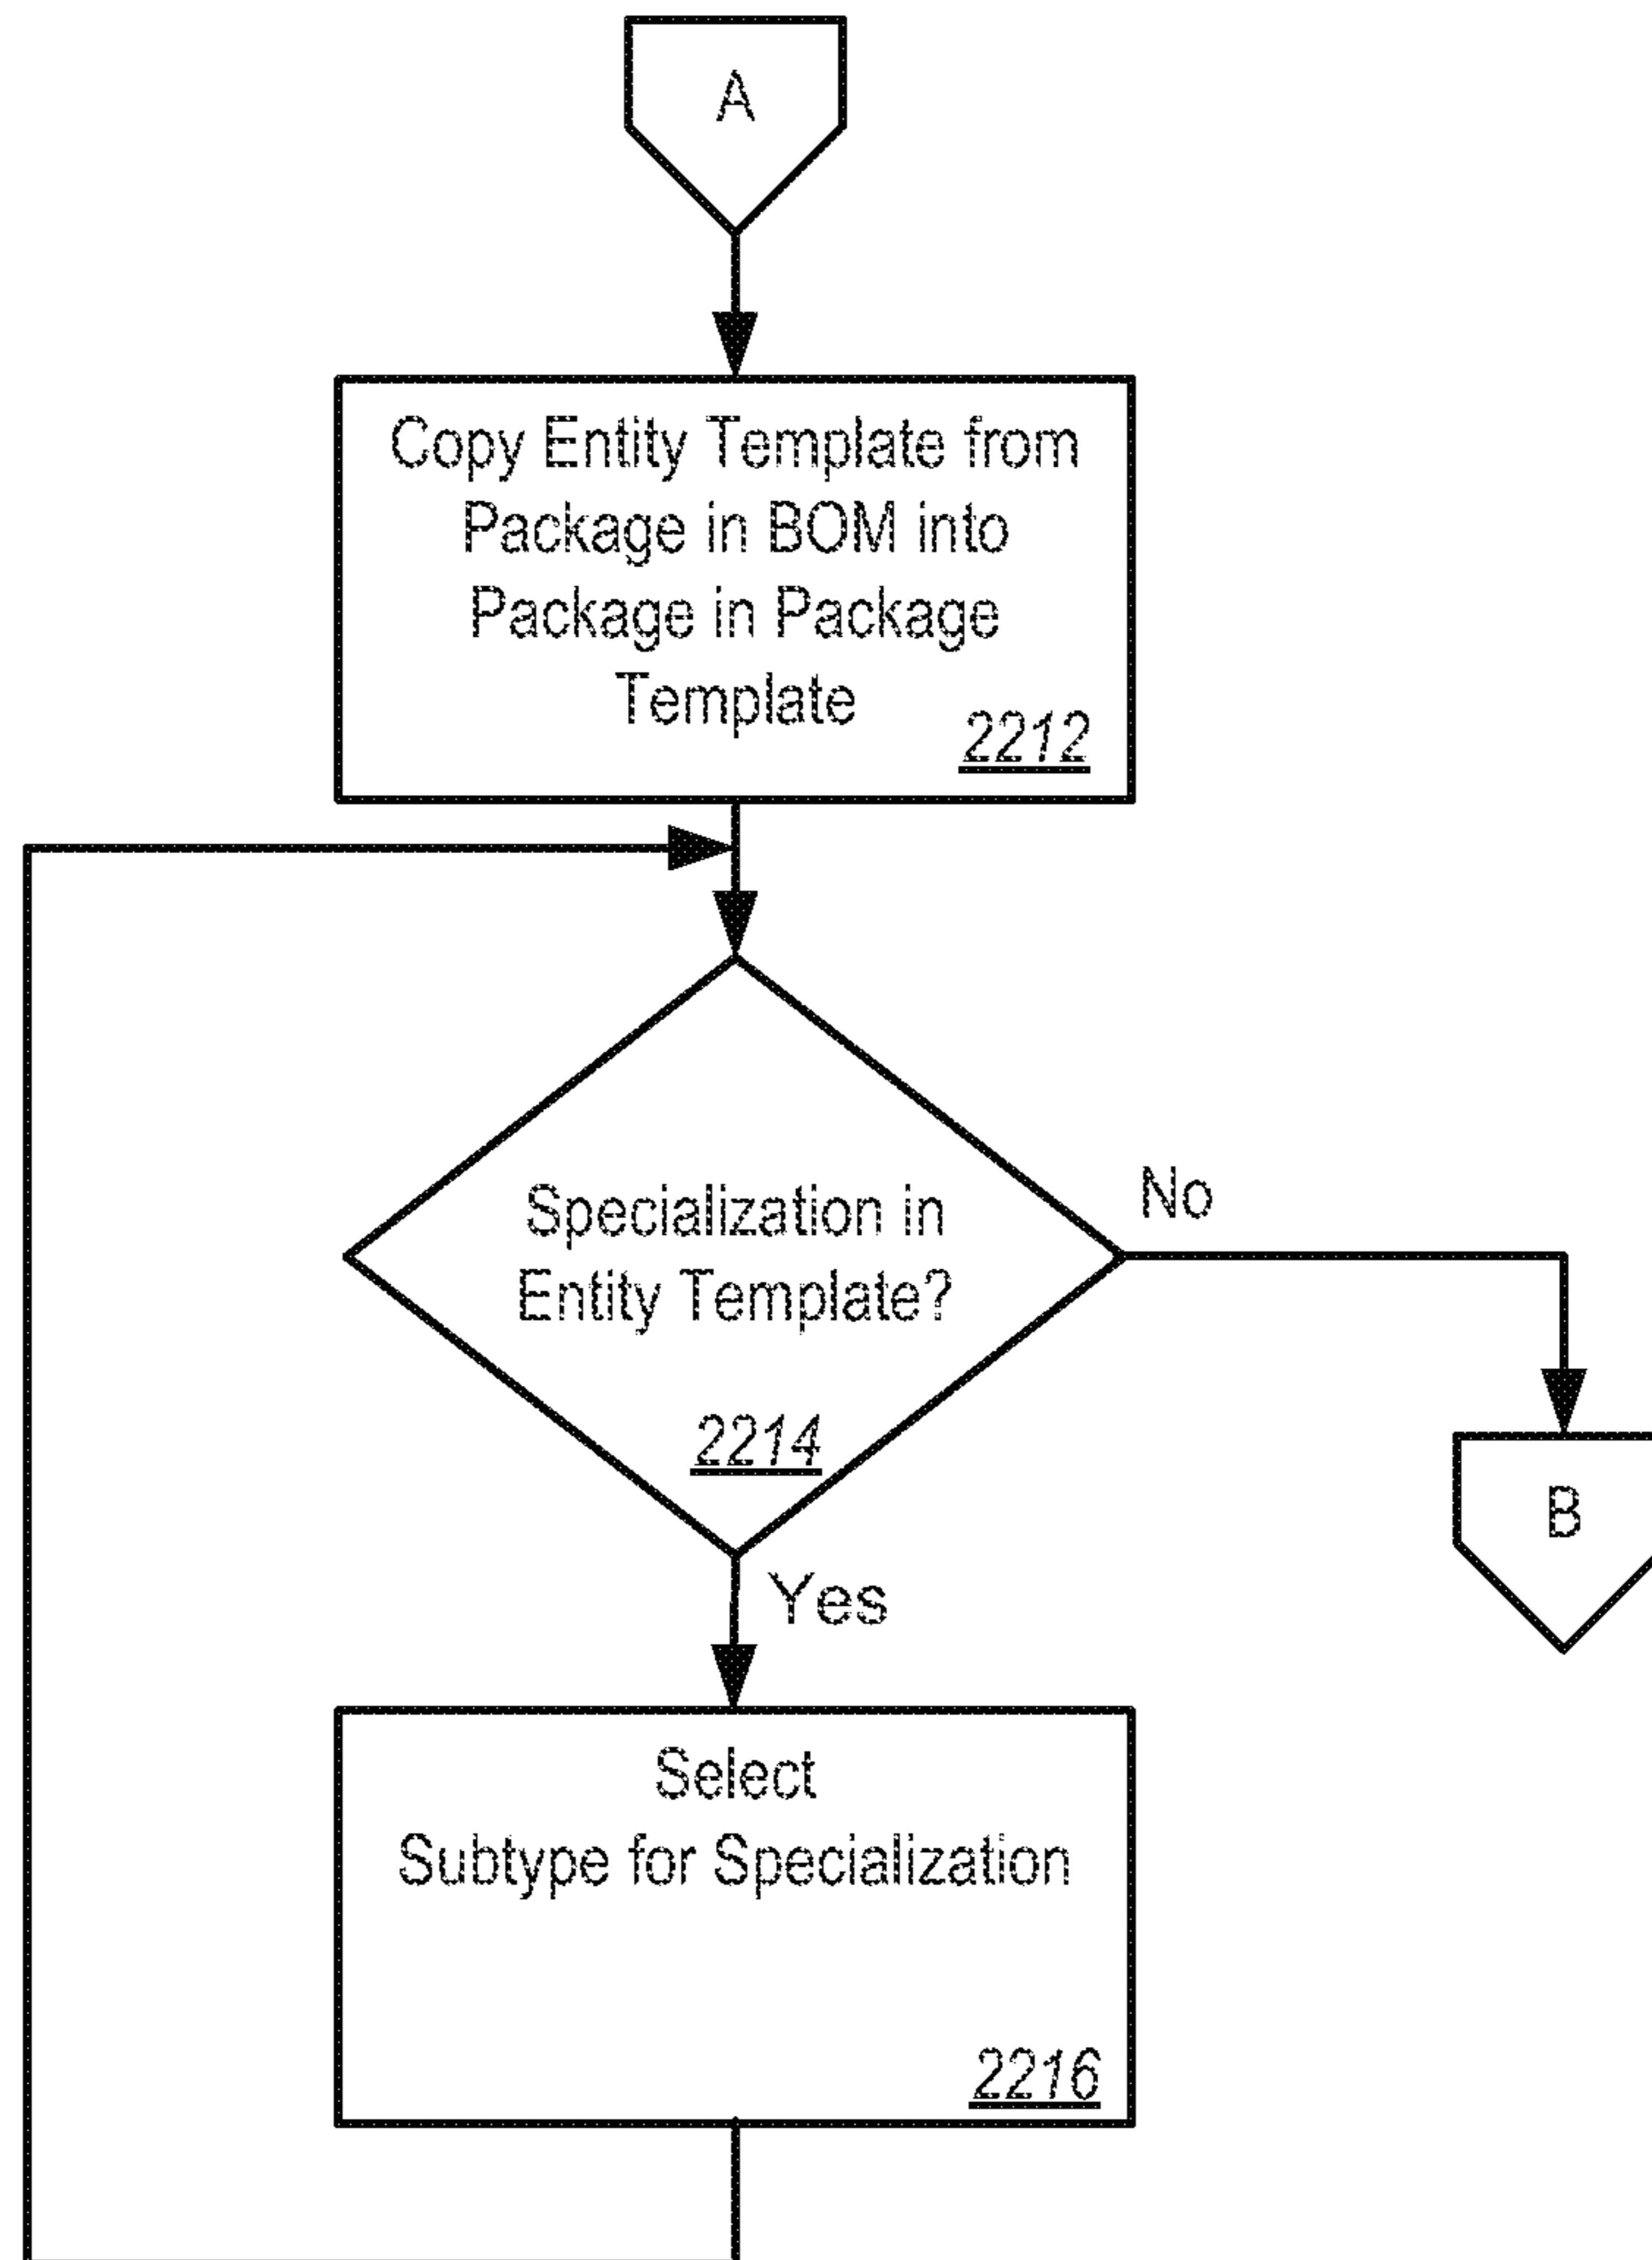 A
Copy Entity Template from
Package in BOM into
Package in Package
Template
2212
Specialization in
Entity Template?
2214
No
B
Yes
Select
Subtype for Specialization
2216